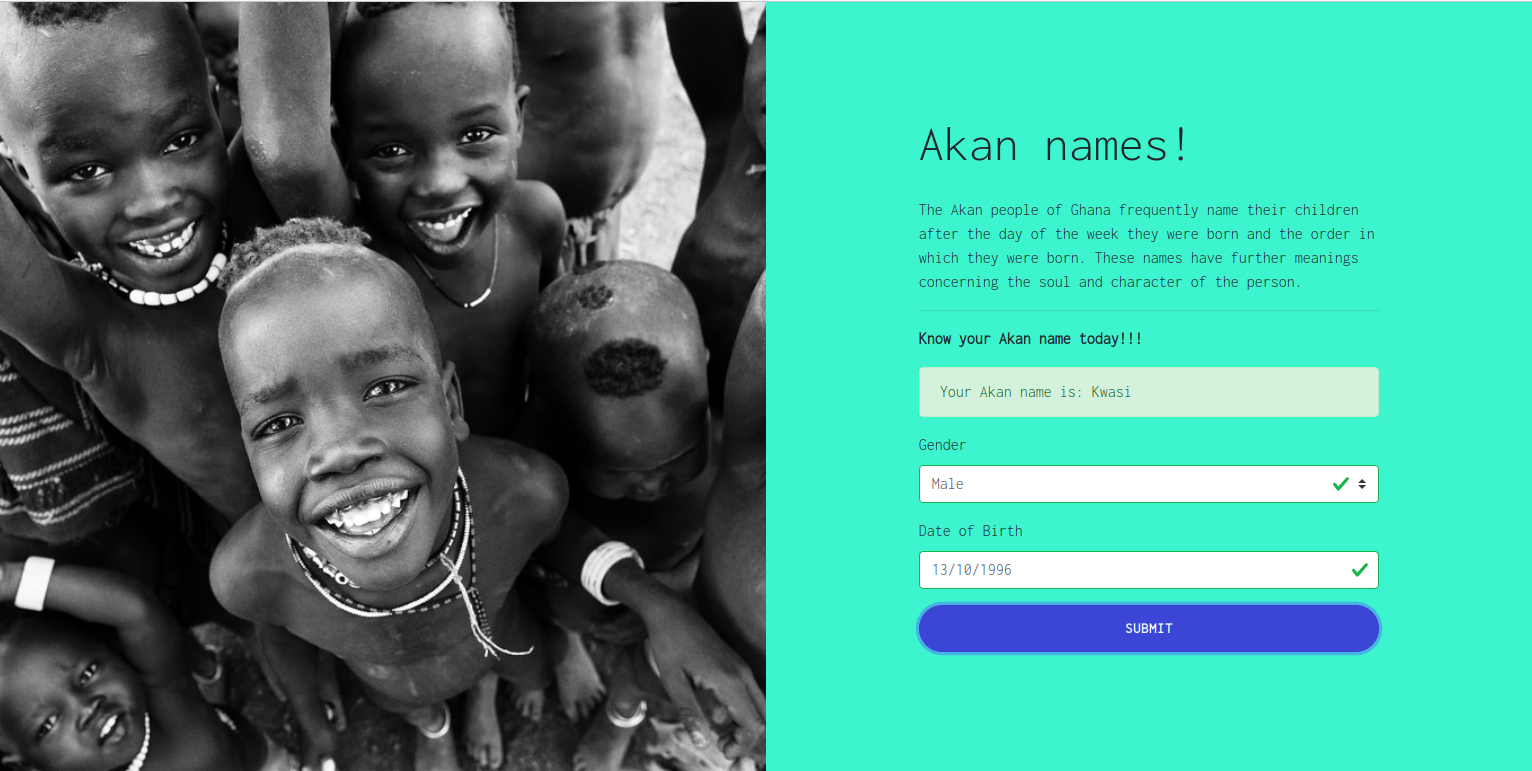 Akan names!
The Akan people of Ghana frequently name their children
after the day of the week they were born and the order in
which they were born. These names have further meanings
concerning the soul and character of the person.
Know your Akan name today!!!
Your Akan name is: Kwasi
Gender
Male
Date of Birth
13/10/1996
SUBMIT